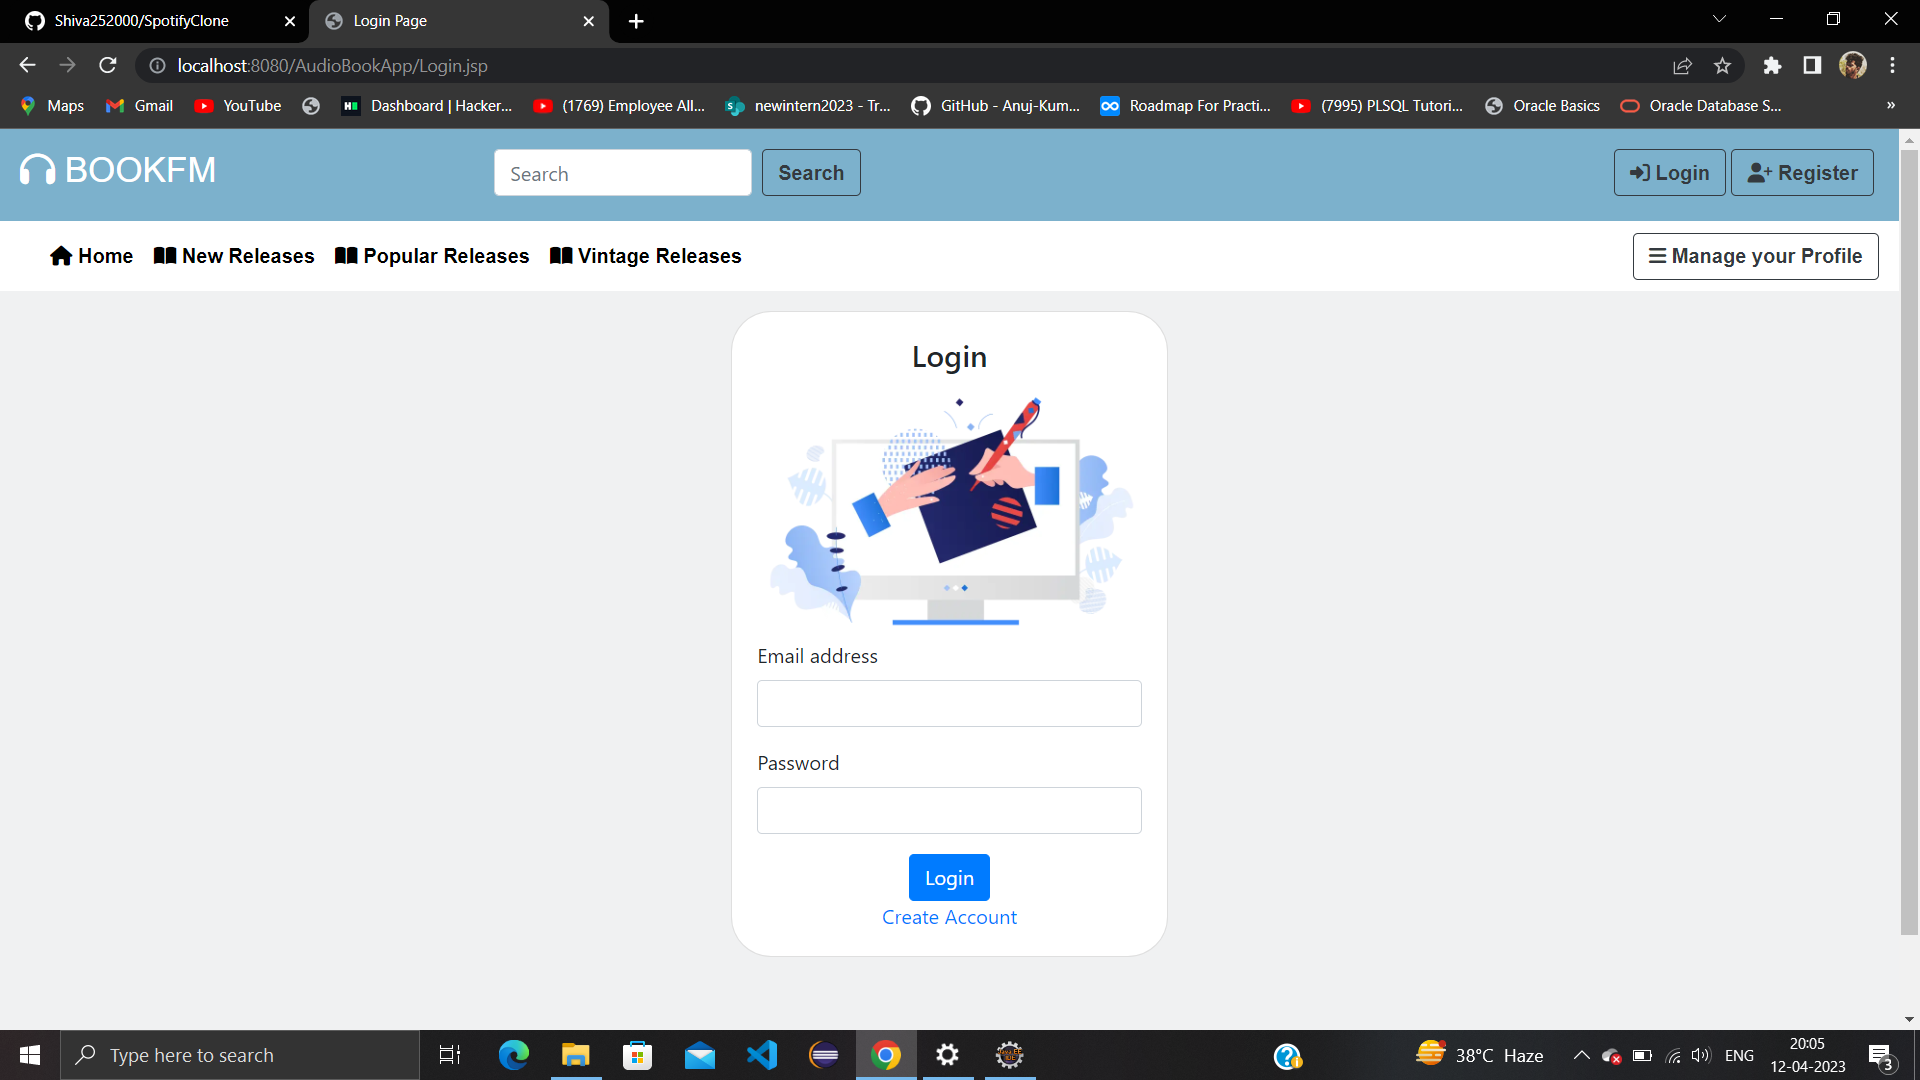 Shiva252000/SpotifyClone
Login Page
localhost:8080/AudioBookApp/Login.jsp
Maps Gmail YouTube Dashboard | Hacker... (1769) Employee All... newintern2023 - Tr... GitHub - Anuj-Kum... Roadmap For Practi... (7995) PLSQL Tutori... Oracle Basics Oracle Database S... »
BOOKFM
Search
Search
Login
Register
Home New Releases Popular Releases Vintage Releases
Manage your Profile
Login
Email address
Password
Login
Create Account
Type here to search
38°C Haze
ENG
20:05
12-04-2023
3